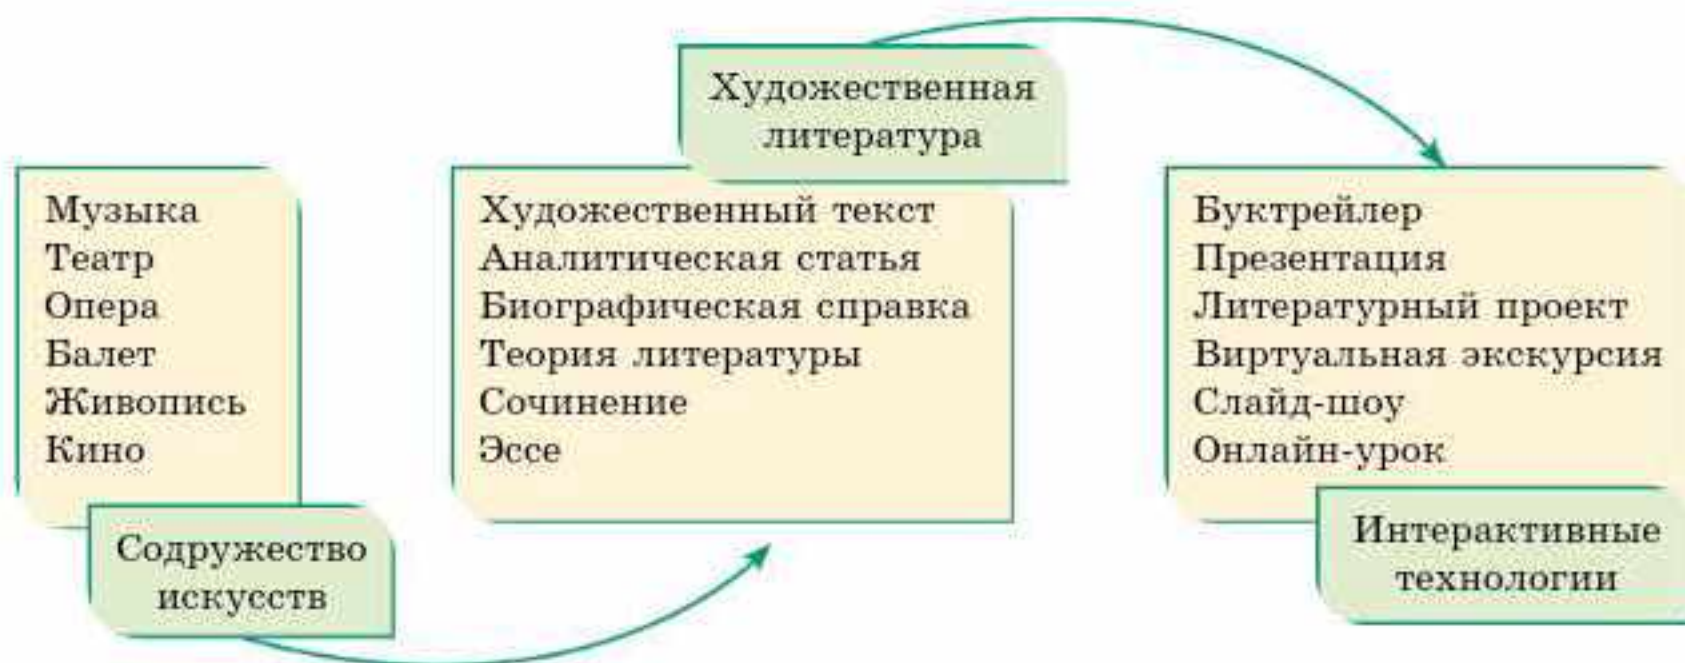 Музыка
Театр
Опера
Балет
Живопись
Кино
Содружество
искусств
Художественная
литература
Художественный текст
Аналитическая статья
Биографическая справка
Теория литературы
Сочинение
Эссе
Буктрейлер
Презентация
Литературный проект
Виртуальная экскурсия
Слайд-шоу
Онлайн-урок
Интерактивные
технологии